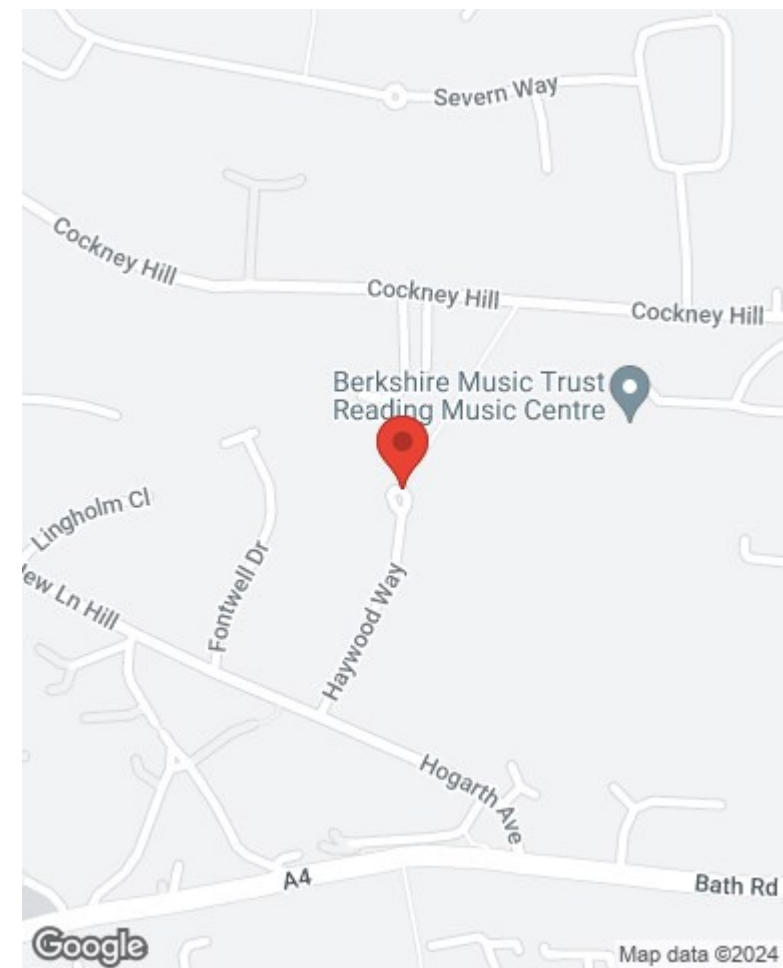 Severn Way
Cockney Hill
Cockney Hill
Cockney Hill
Berkshire Music Trust
Reading Music Centre
Lingholm Cl
Fontwell Dr
Haywood Way
Ln Hill
Hogarth Ave
A4
Bath Rd
Google
Map data ©2024